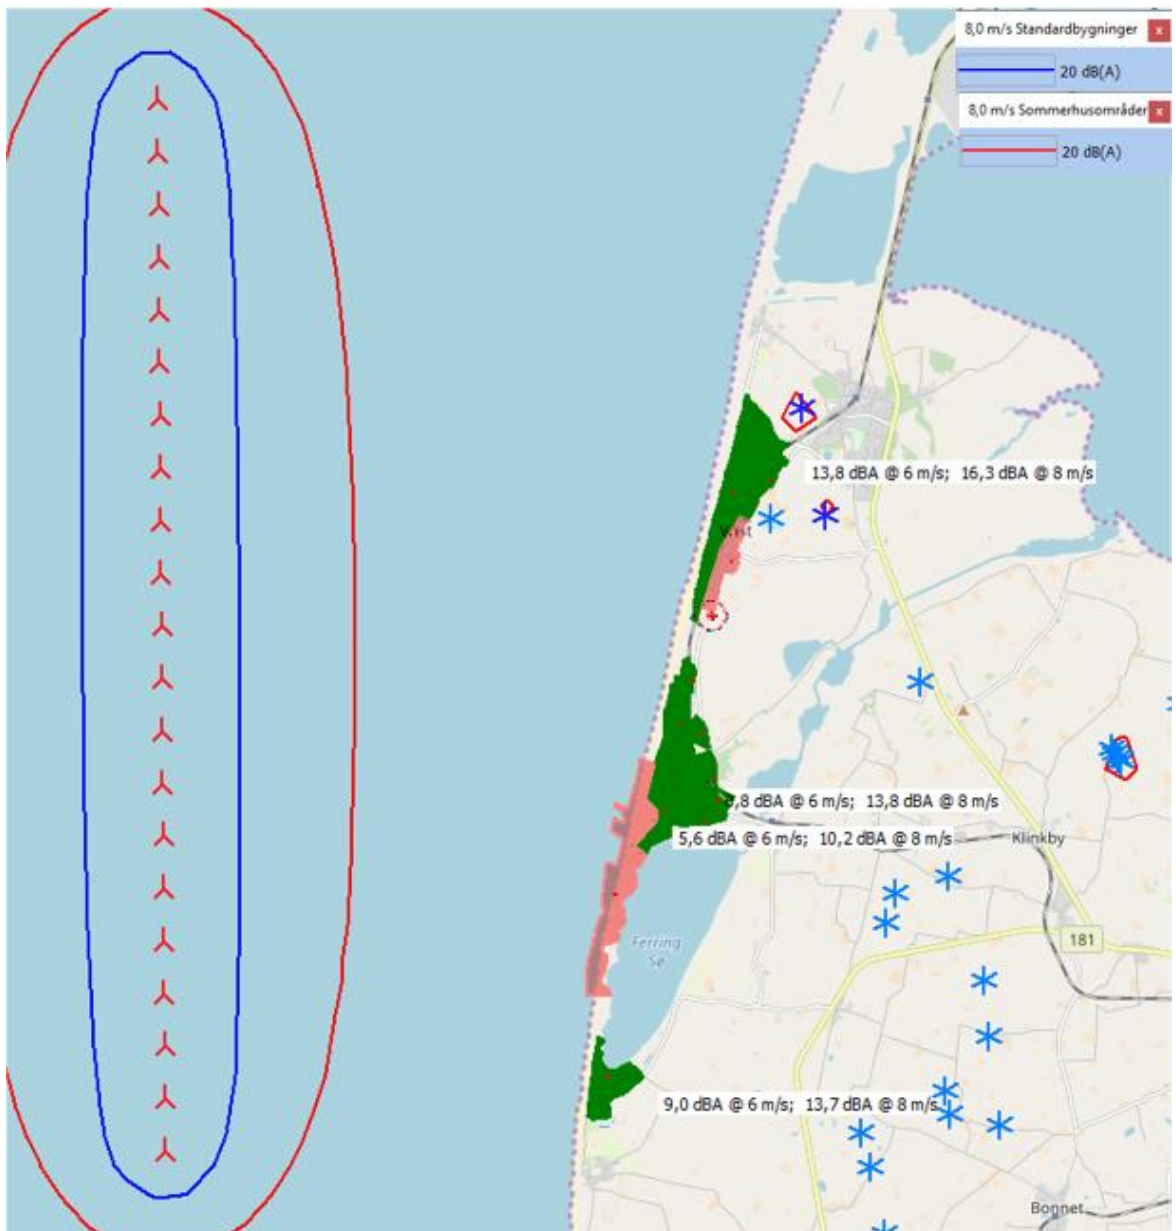 8,0 m/s Standardbygninger x
20 dB(A)
8,0 m/s Sommerhusområder x
20 dB(A)
13,8 dBA @ 6 m/s; 16,3 dBA @ 8 m/s
,8 dBA @ 6 m/s; 13,8 dBA @ 8 m/s
5,6 dBA @ 6 m/s; 10,2 dBA @ 8 m/s
Klinkby
Ferring
Sø
181
9,0 dBA @ 6 m/s; 13,7 dBA @ 8 m/s
Bonnet